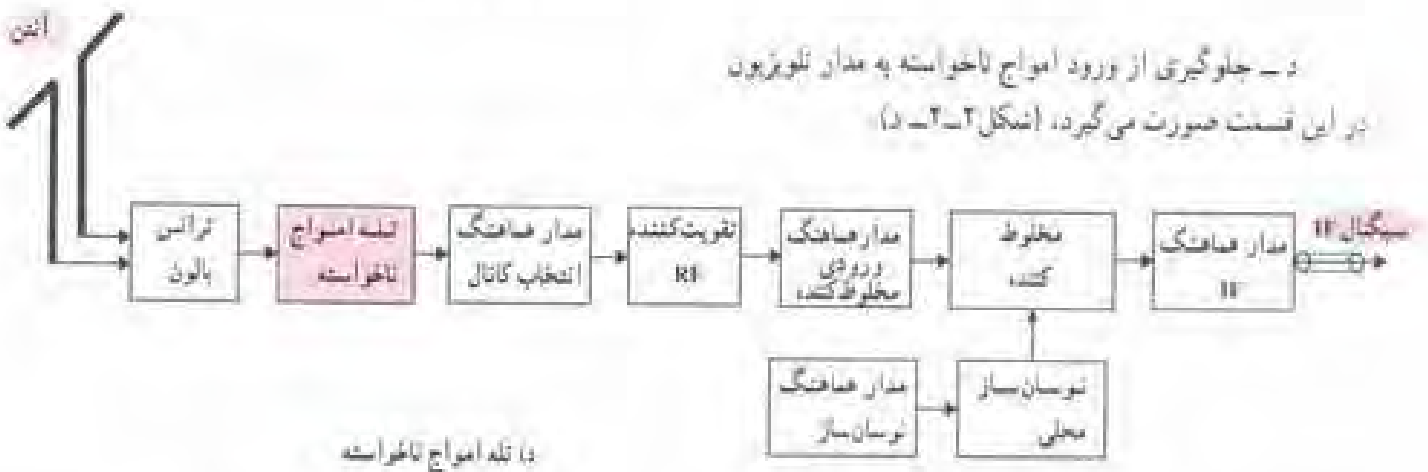 آنتن
د ـ جلوگیری از ورود امواج ناخواسته به مدار تلویزیون
در این قسمت صورت می‌گیرد، (شکل ۲ـ۲ـ د)
ترانس
بالون
تله امواج
ناخواسته
مدار هماهنگ
انتخاب کانال
تقویت‌کننده
RF
مدار هماهنگ
ورودی
مخلوط کننده
مخلوط
کننده
مدار هماهنگ
IF
سیگنال IF
مدار هماهنگ
نوسان‌ساز
نوسان‌ساز
محلی
د) تله امواج ناخواسته